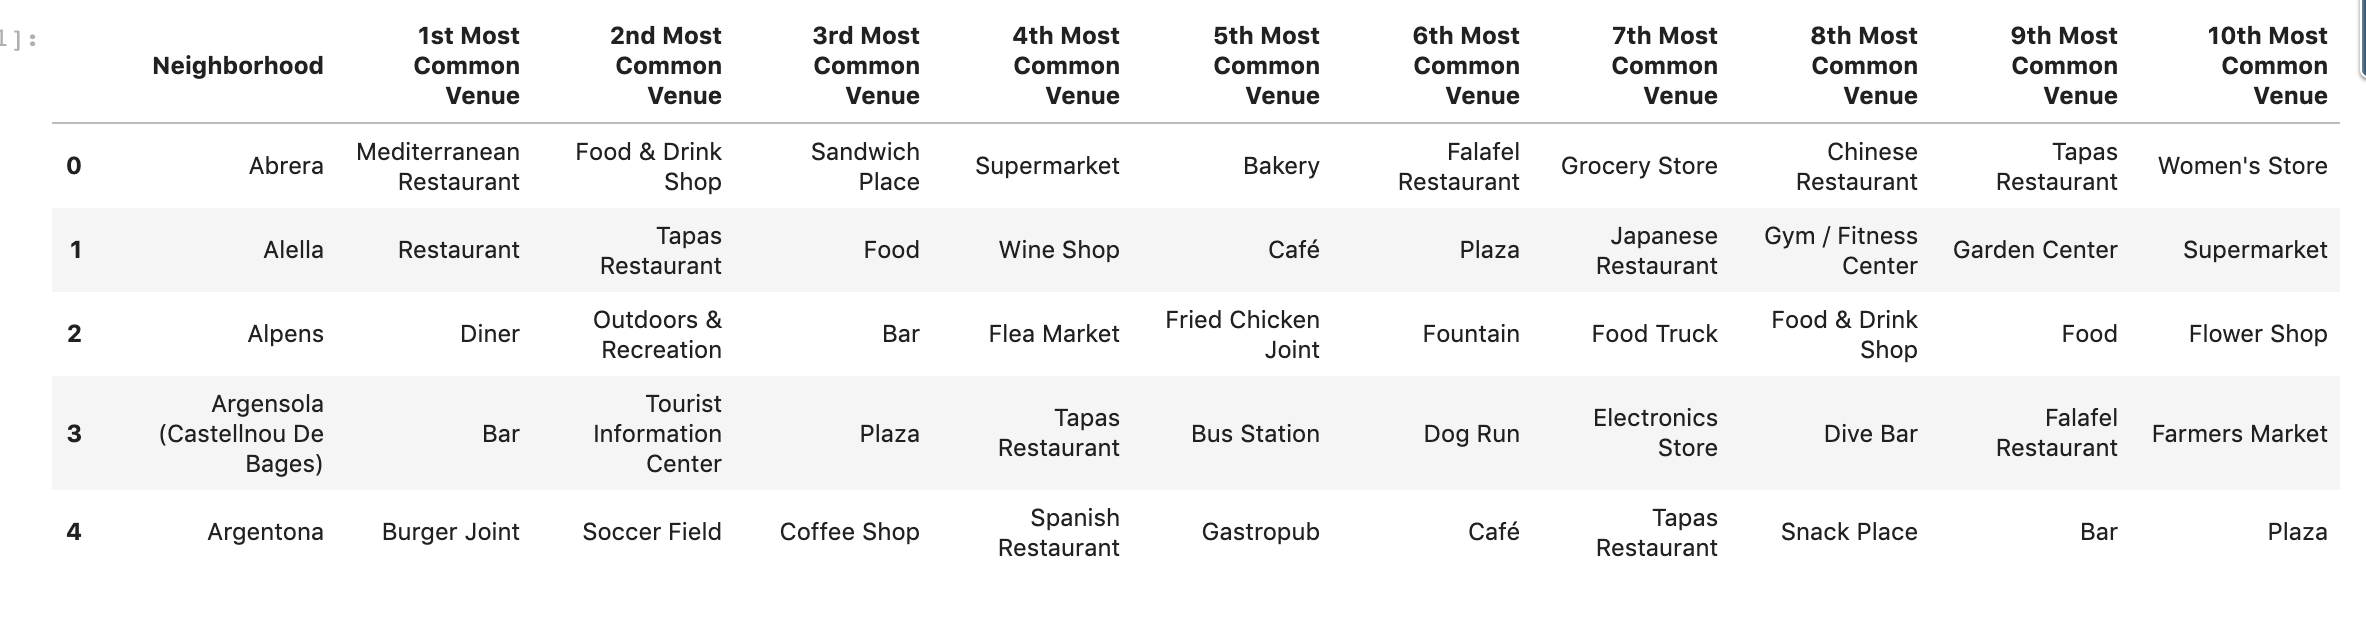 1]:
Neighborhood 1st Most Common Venue 2nd Most Common Venue 3rd Most Common Venue 4th Most Common Venue 5th Most Common Venue 6th Most Common Venue 7th Most Common Venue 8th Most Common Venue 9th Most Common Venue 10th Most Common Venue
0 Abrera Mediterranean Restaurant Food & Drink Shop Sandwich Place Supermarket Bakery Falafel Restaurant Grocery Store Chinese Restaurant Tapas Restaurant Women's Store
1 Alella Restaurant Tapas Restaurant Food Wine Shop Café Plaza Japanese Restaurant Gym / Fitness Center Garden Center Supermarket
2 Alpens Diner Outdoors & Recreation Bar Flea Market Fried Chicken Joint Fountain Food Truck Food & Drink Shop Food Flower Shop
3 Argensola (Castellnou De Bages) Bar Tourist Information Center Plaza Tapas Restaurant Bus Station Dog Run Electronics Store Dive Bar Falafel Restaurant Farmers Market
4 Argentona Burger Joint Soccer Field Coffee Shop Spanish Restaurant Gastropub Café Tapas Restaurant Snack Place Bar Plaza